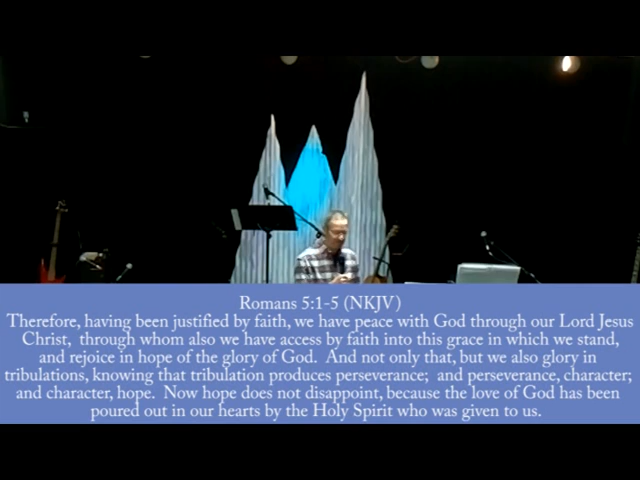 Romans 5:1-5 (NKJV)
Therefore, having been justified by faith, we have peace with God through our Lord Jesus
Christ,  through whom also we have access by faith into this grace in which we stand,
and rejoice in hope of the glory of God.  And not only that, but we also glory in
tribulations, knowing that tribulation produces perseverance;  and perseverance, character;
and character, hope.  Now hope does not disappoint, because the love of God has been
poured out in our hearts by the Holy Spirit who was given to us.